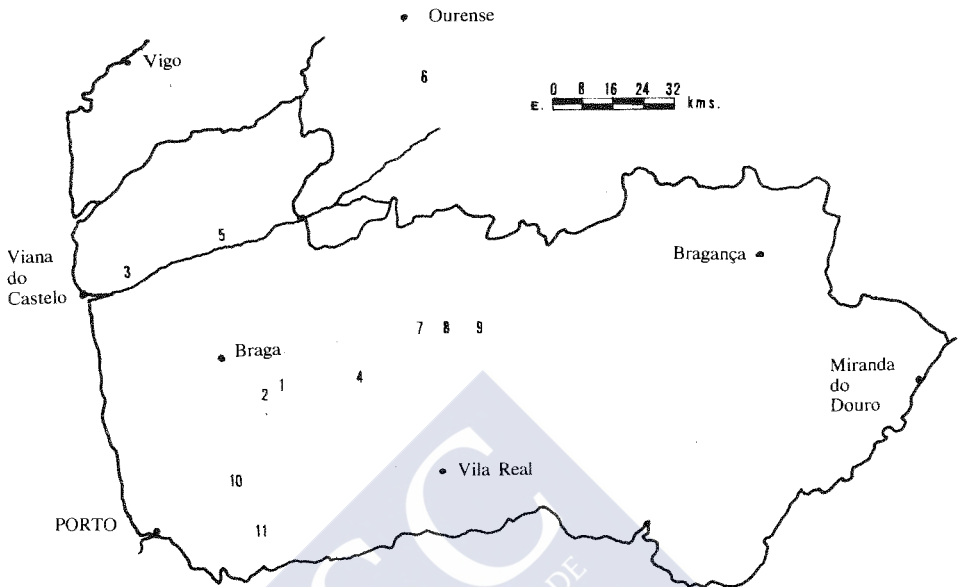 Ourense
Vigo
6
0 8 16 24 32
E. kms.
5
Viana
do
Castelo
3
Bragança
7 8 9
Braga
Miranda
do
Douro
1
2
4
10
Vila Real
PORTO
11
C
C
DE